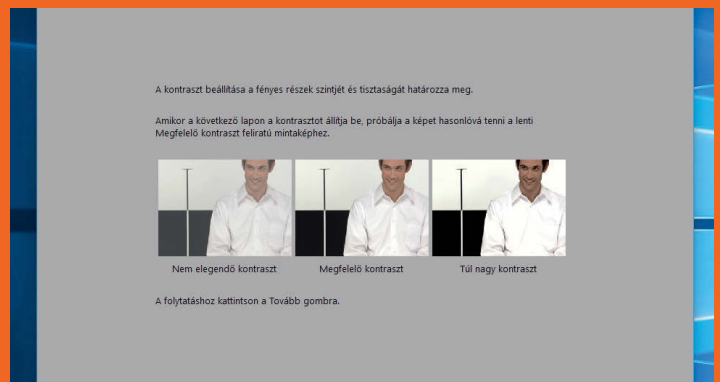 A kontraszt beállítása a fényes részek szintjét és tisztaságát határozza meg.
Amikor a következő lapon a kontrasztot állítja be, próbálja a képet hasonlóvá tenni a lenti
Megfelelő kontraszt feliratú mintaképhez.
Nem elegendő kontraszt
Megfelelő kontraszt
Túl nagy kontraszt
A folytatáshoz kattintson a Tovább gombra.